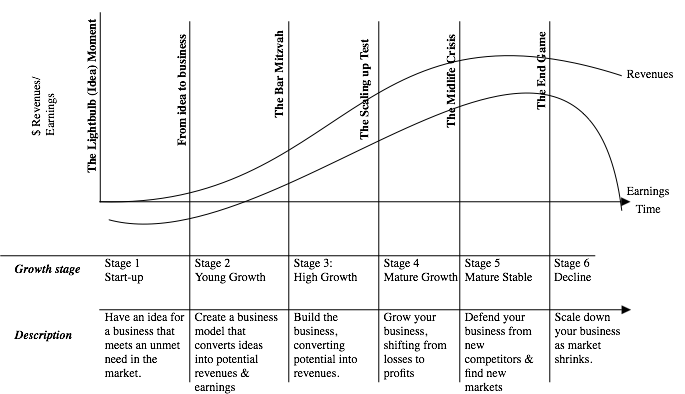 $ Revenues/
Earnings
The Lightbulb (Idea) Moment
From idea to business
The Bar Mitzvah
The Scaling up Test
The Midlife Crisis
The End Game
Revenues
Earnings
Time
Growth stage
Stage 1
Start-up
Stage 2
Young Growth
Stage 3:
High Growth
Stage 4
Mature Growth
Stage 5
Mature Stable
Stage 6
Decline
Description
Have an idea for
a business that
meets an unmet
need in the
market.
Create a business
model that
converts ideas
into potential
revenues &
earnings
Build the
business,
converting
potential into
revenues.
Grow your
business,
shifting from
losses to
profits
Defend your
business from
new
competitors &
find new
markets
Scale down
your business
as market
shrinks.